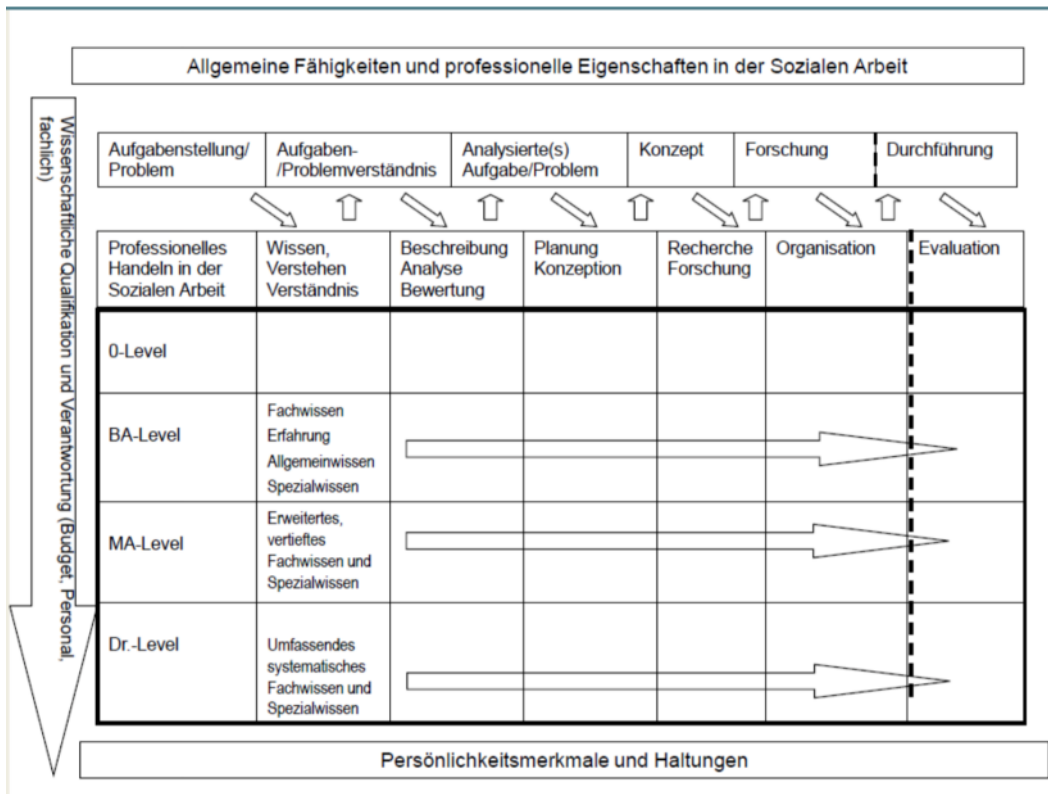 Allgemeine Fähigkeiten und professionelle Eigenschaften in der Sozialen Arbeit
Wissenschaftliche Qualifikation und Verantwortung (Budget, Personal,
fachlich)
Aufgabenstellung/
Problem
Aufgaben-
/Problemverständnis
Analysierte(s)
Aufgabe/Problem
Konzept
Forschung
Durchführung
Professionelles
Handeln in der
Sozialen Arbeit
Wissen,
Verstehen
Verständnis
Beschreibung
Analyse
Bewertung
Planung
Konzeption
Recherche
Forschung
Organisation
Evaluation
0-Level
BA-Level
Fachwissen
Erfahrung
Allgemeinwissen
Spezialwissen
MA-Level
Erweitertes,
vertieftes
Fachwissen und
Spezialwissen
Dr.-Level
Umfassendes
systematisches
Fachwissen und
Spezialwissen
Persönlichkeitsmerkmale und Haltungen